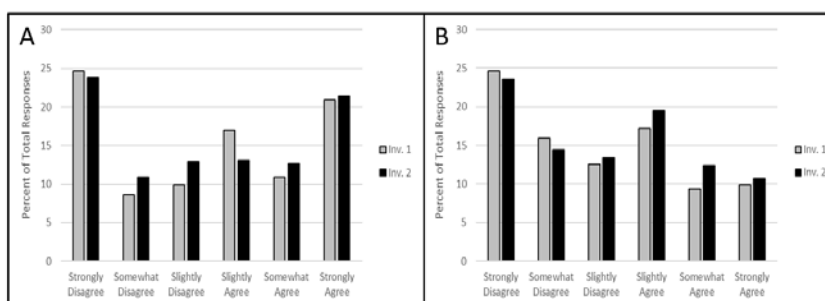 A
Percent of Total Responses
30
25
20
15
10
5
0
Strongly
Disagree
Somewhat
Disagree
Slightly
Disagree
Slightly
Agree
Somewhat
Agree
Strongly
Agree
Inv. 1
Inv. 2
B
Percent of Total Responses
30
25
20
15
10
5
0
Strongly
Disagree
Somewhat
Disagree
Slightly
Disagree
Slightly
Agree
Somewhat
Agree
Strongly
Agree
Inv. 1
Inv. 2